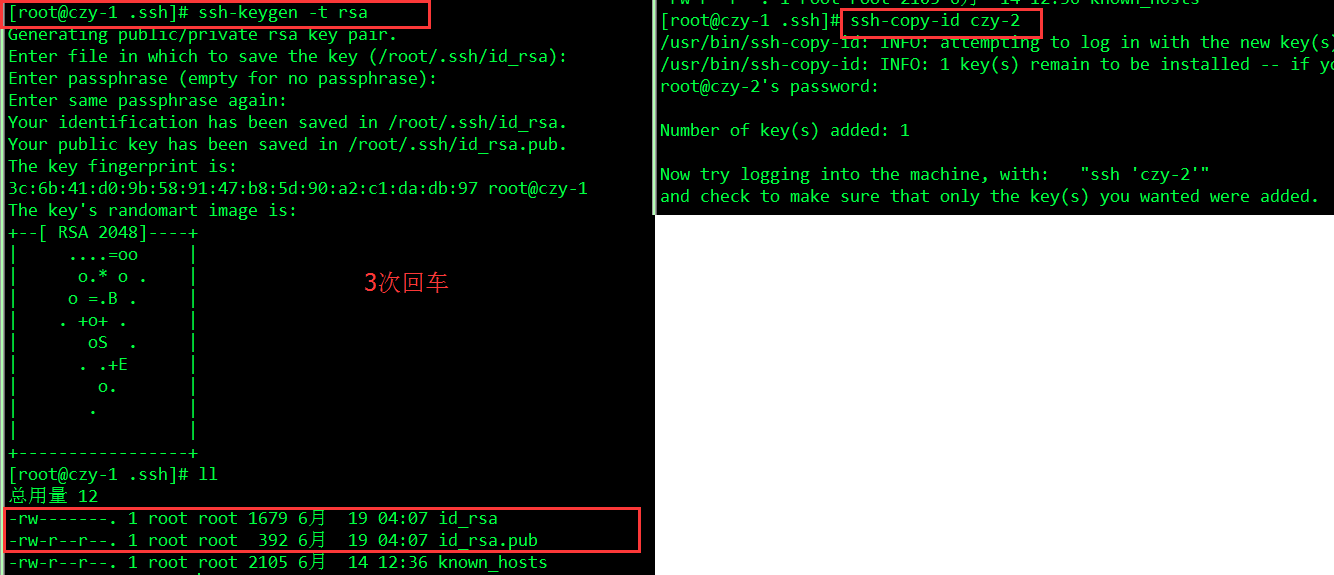 [root@czy-1 .ssh]# ssh-keygen -t rsa
Generating public/private rsa key pair.
Enter file in which to save the key (/root/.ssh/id_rsa):
Enter passphrase (empty for no passphrase):
Enter same passphrase again:
Your identification has been saved in /root/.ssh/id_rsa.
Your public key has been saved in /root/.ssh/id_rsa.pub.
The key fingerprint is:
3c:6b:41:d0:9b:58:91:47:b8:5d:90:a2:c1:da:db:97 root@czy-1
The key's randomart image is:
+--[ RSA 2048]----+
|     ....=oo     |
|      o.* o .    |
|     o =.B .     |
|    . +o+ .      |
|       oS  .     |
|      . .+E      |
|        o.       |
|       .         |
|                 |
+-----------------+
3次回车
[root@czy-1 .ssh]# ll
总用量 12
-rw-------. 1 root root 1679 6月  19 04:07 id_rsa
-rw-r--r--. 1 root root  392 6月  19 04:07 id_rsa.pub
-rw-r--r--. 1 root root 2105 6月  14 12:36 known_hosts
-rw-r--r--. 1 root root 2105 6月  14 12:36 known_hosts
[root@czy-1 .ssh]# ssh-copy-id czy-2
/usr/bin/ssh-copy-id: INFO: attempting to log in with the new key(s)
/usr/bin/ssh-copy-id: INFO: 1 key(s) remain to be installed -- if yo
root@czy-2's password:
Number of key(s) added: 1
Now try logging into the machine, with:   "ssh 'czy-2'"
and check to make sure that only the key(s) you wanted were added.